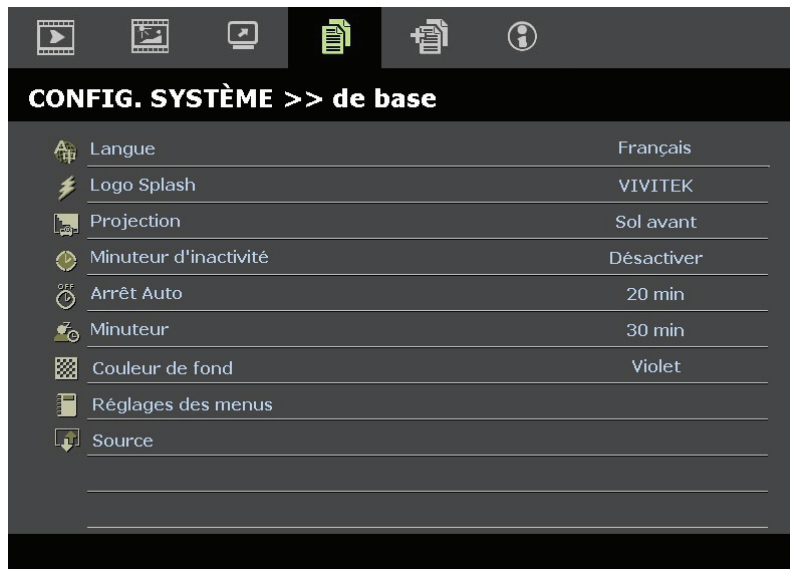 CONFIG. SYSTÈME >> de base
Langue Français
Logo Splash VIVITEK
Projection Sol avant
Minuteur d'inactivité Désactiver
OFF
Arrêt Auto 20 min
Minuteur 30 min
Couleur de fond Violet
Réglages des menus
Source